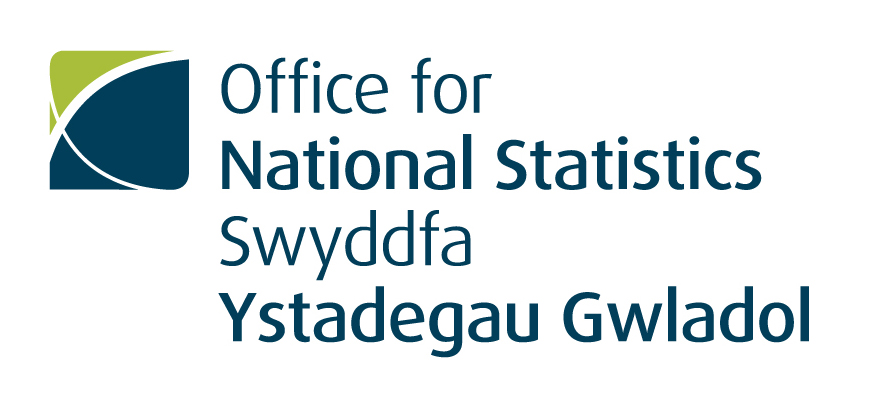 Office for
National Statistics
Swyddfa
Ystadegau Gwladol